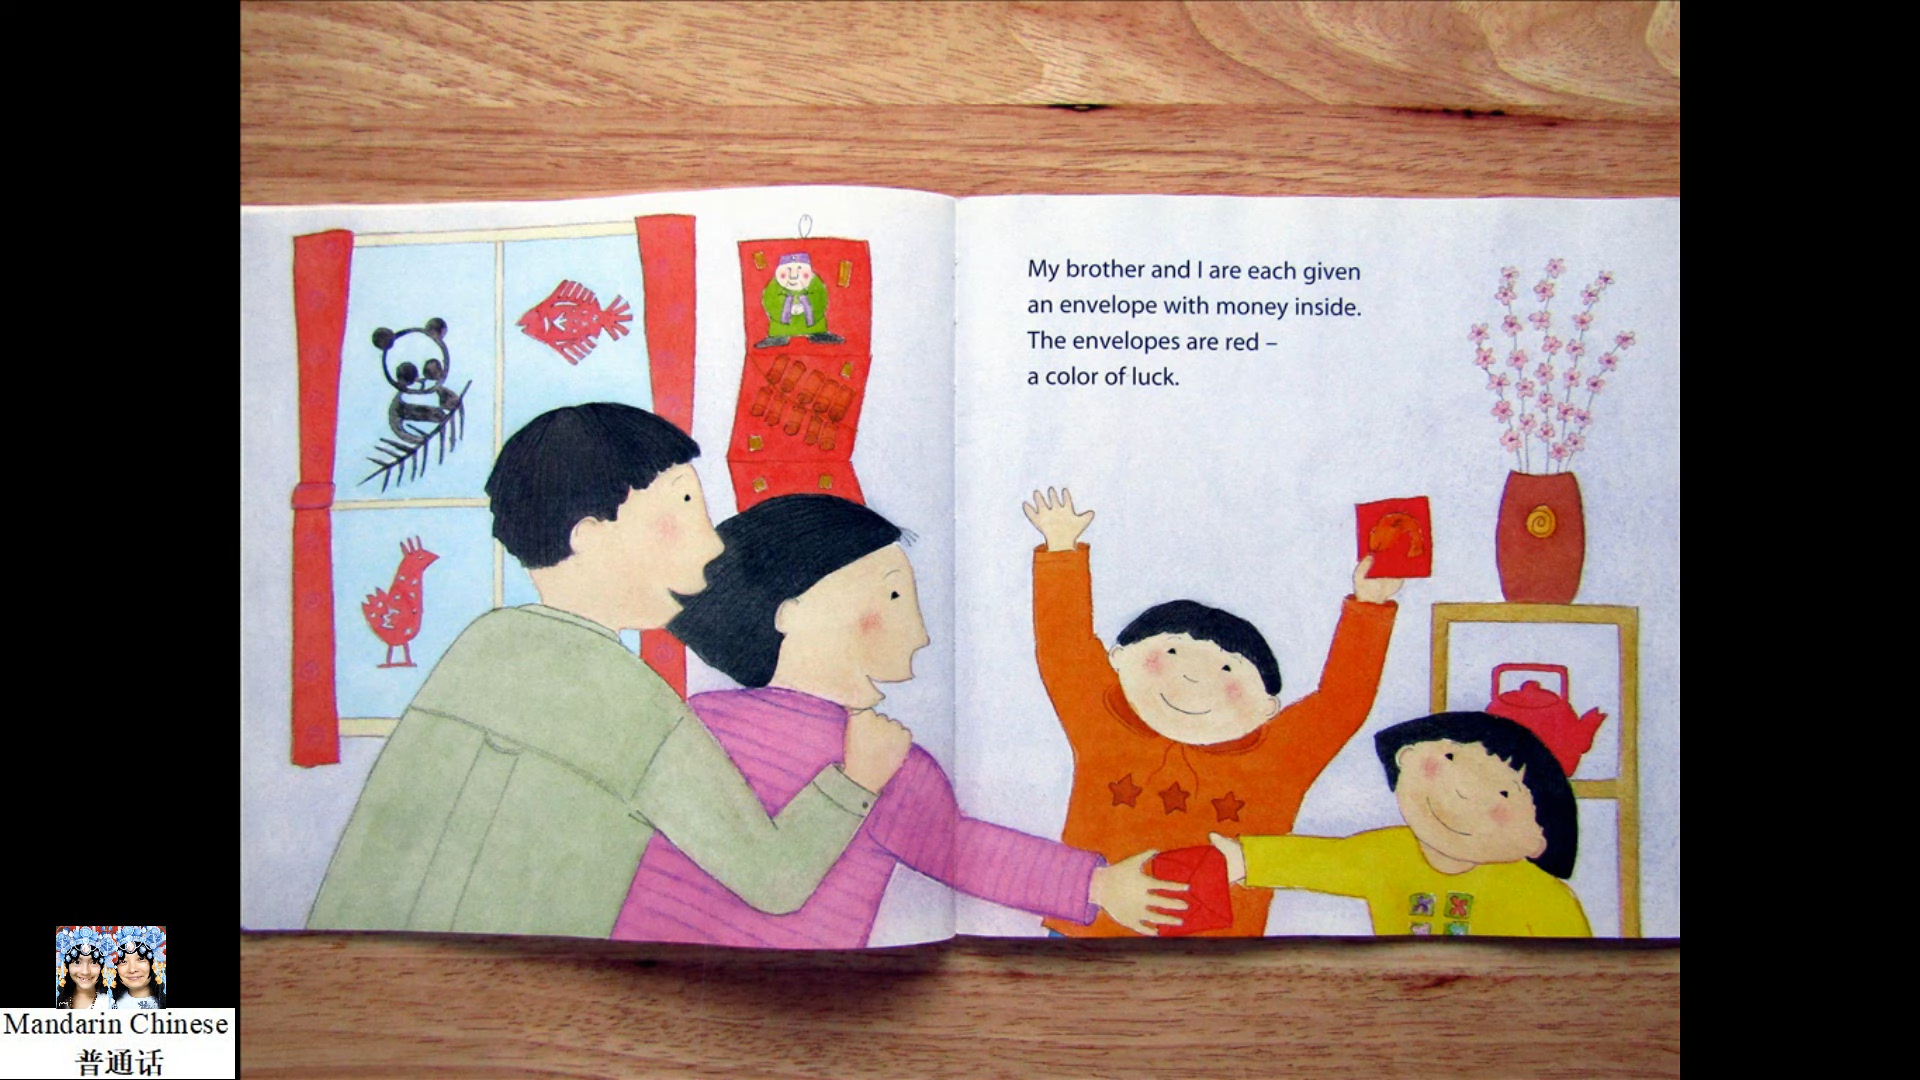 My brother and I are each given
an envelope with money inside.
The envelopes are red –
a color of luck.
Mandarin Chinese
普通话